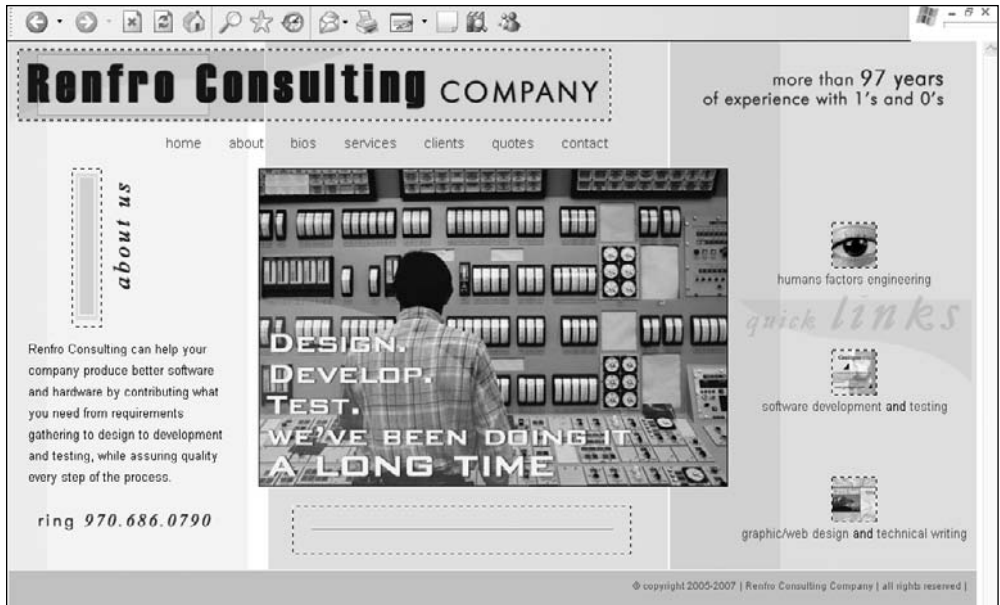 Renfro Consulting COMPANY
more than 97 years
of experience with 1's and 0's
home about bios services clients quotes contact
about us
Renfro Consulting can help your
company produce better software
and hardware by contributing what
you need from requirements
gathering to design to development
and testing, while assuring quality
every step of the process.
ring 970.686.0790
DESIGN.
DEVELOP.
TEST.
WE'VE BEEN DOING IT
A LONG TIME
humans factors engineering
quick links
software development and testing
graphic/web design and technical writing
© copyright 2005-2007 | Renfro Consulting Company | all rights reserved |